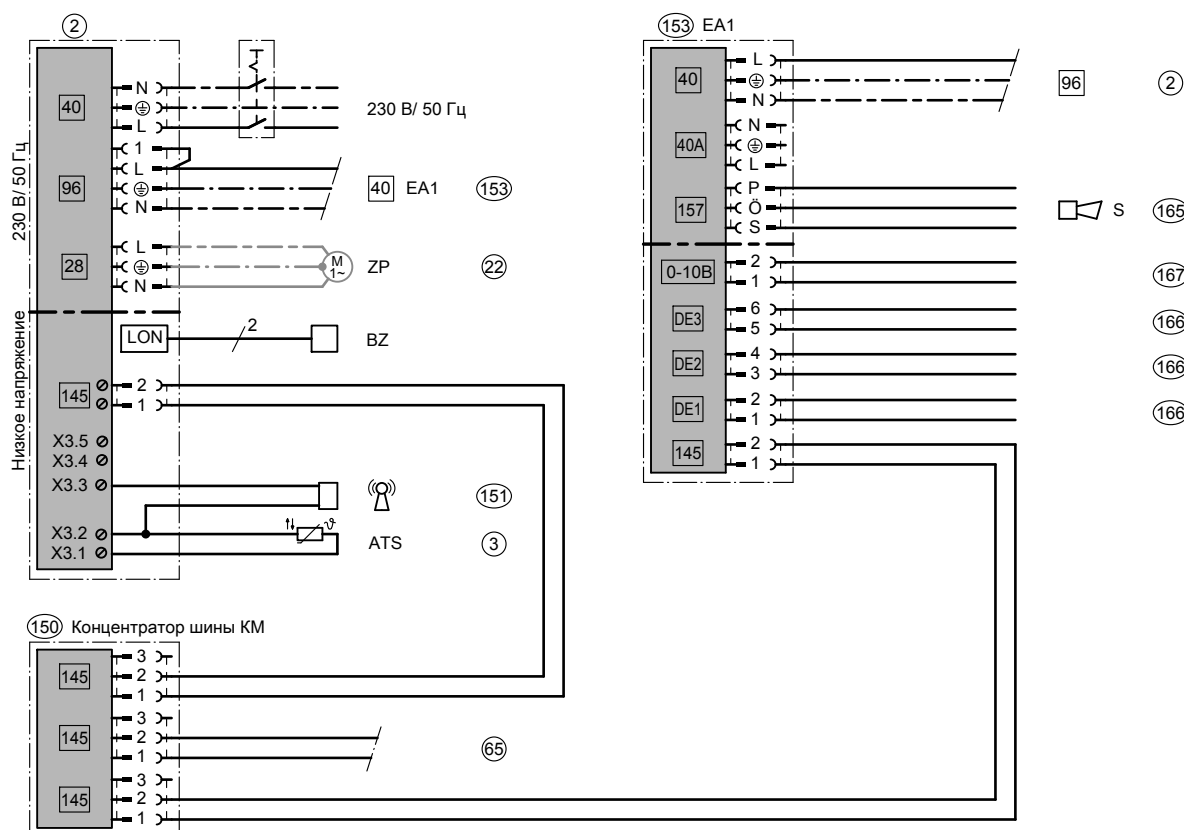 2
40
N
L
230 В/ 50 Гц
96
1
L
N
40 EA1 153
28
L
N
M
1~
ZP 22
230 В/ 50 Гц
Низкое напряжение
LON 2 BZ
145
2
1
X3.5
X3.4
X3.3
151
X3.2
X3.1
ϑ
ATS 3
150 Концентратор шины КМ
145
3
2
1
145
3
2
1
65
145
3
2
1
153 EA1
40
L
N
96 2
40A
N
L
157
P
Ö
S
S 165
0-10В
2
1
167
DE3
6
5
166
DE2
4
3
166
DE1
2
1
166
145
2
1